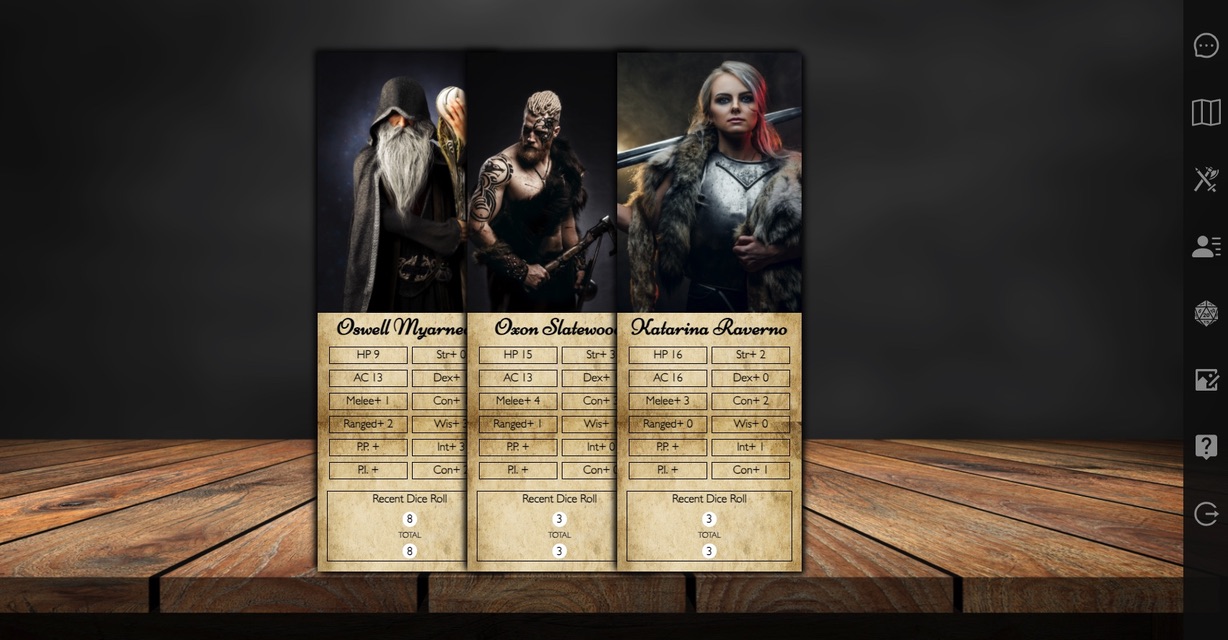 Oswell Myarne
HP 9 Str+ 0
AC 13 Dex+
Melee+ 1 Con+
Ranged+ 2 Wis+
P.P. + Int+ 3
P.I. + Con+
Recent Dice Roll
8
TOTAL
8
Oxon Slatewoo
HP 15 Str+ 3
AC 13 Dex+
Melee+ 4 Con+
Ranged+ 1 Wis+
P.P. + Int+ 0
P.I. + Con+
Recent Dice Roll
3
TOTAL
3
Katarina Raverno
HP 16 Str+ 2
AC 16 Dex+ 0
Melee+ 3 Con+ 2
Ranged+ 0 Wis+ 0
P.P. + Int+ 1
P.I. + Con+ 1
Recent Dice Roll
3
TOTAL
3